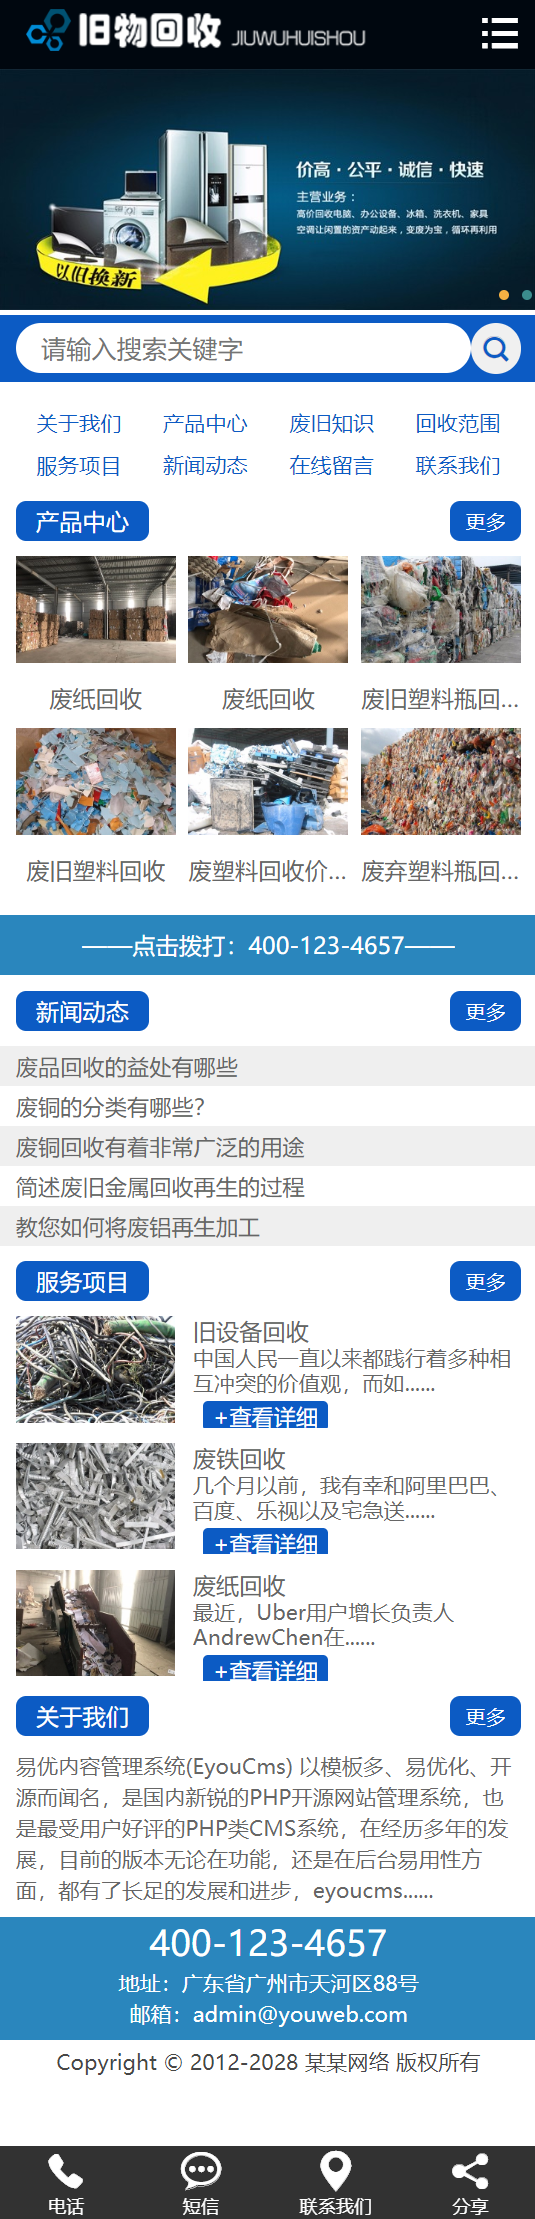 旧物回收 JIUWUHUISHOU
价高·公平·诚信·快速
主营业务：
高价回收电脑、办公设备、冰箱、洗衣机、家具
空调让闲置的资产动起来，变废为宝，循环再利用
以旧换新
请输入搜索关键字
关于我们 产品中心 废旧知识 回收范围
服务项目 新闻动态 在线留言 联系我们
产品中心 更多
废纸回收 废纸回收 废旧塑料瓶回...
废旧塑料回收 废塑料回收价... 废弃塑料瓶回...
——点击拨打：400-123-4657——
新闻动态 更多
废品回收的益处有哪些
废铜的分类有哪些？
废铜回收有着非常广泛的用途
简述废旧金属回收再生的过程
教您如何将废铝再生加工
服务项目 更多
旧设备回收
中国人民一直以来都践行着多种相
互冲突的价值观，而如......
+查看详细
废铁回收
几个月以前，我有幸和阿里巴巴、
百度、乐视以及宅急送......
+查看详细
废纸回收
最近，Uber用户增长负责人
AndrewChen在......
+查看详细
关于我们 更多
易优内容管理系统(EyouCms) 以模板多、易优化、开
源而闻名，是国内新锐的PHP开源网站管理系统，也
是最受用户好评的PHP类CMS系统，在经历多年的发
展，目前的版本无论在功能，还是在后台易用性方
面，都有了长足的发展和进步，eyoucms......
400-123-4657
地址：广东省广州市天河区88号
邮箱：admin@youweb.com
Copyright © 2012-2028 某某网络 版权所有
电话 短信 联系我们 分享